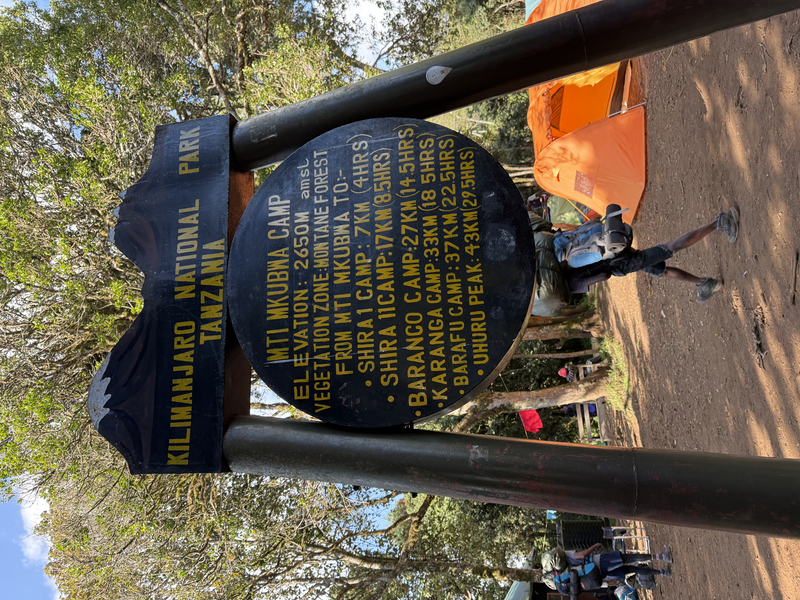 KILIMANJARO NATIONAL PARK
TANZANIA
MTI MKUBWA CAMP
ELEVATION: 2650M amsl
VEGETATION ZONE: MONTANE FOREST
FROM MTI MKUBWA TO:-
• SHIRA 1 CAMP: 7KM (4HRS)
• SHIRA 11CAMP:17KM(8.5HRS)
• BARANCO CAMP:27KM (14.5HRS)
• KARANGA CAMP:33KM (18.5HRS)
• BARAFU CAMP: 37KM (22.5HRS)
• UHURU PEAK.43KM(27.5HRS)